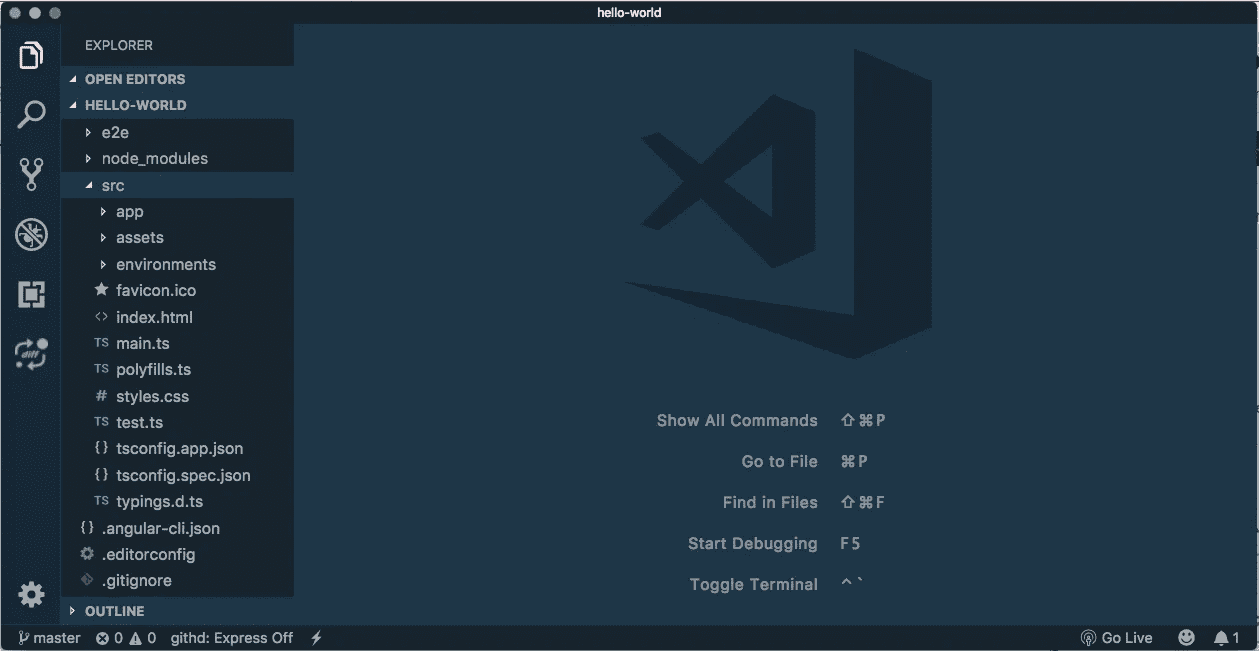 hello-world
EXPLORER
OPEN EDITORS
HELLO-WORLD
e2e
node_modules
src
app
assets
environments
favicon.ico
<> index.html
TS main.ts
TS polyfills.ts
# styles.css
TS test.ts
{} tsconfig.app.json
{} tsconfig.spec.json
TS typings.d.ts
{} .angular-cli.json
.editorconfig
.gitignore
OUTLINE
diff
Show All Commands ⇧⌘P
Go to File ⌘P
Find in Files ⇧⌘F
Start Debugging F5
Toggle Terminal ^`
master 0 0 githd: Express Off Go Live 1